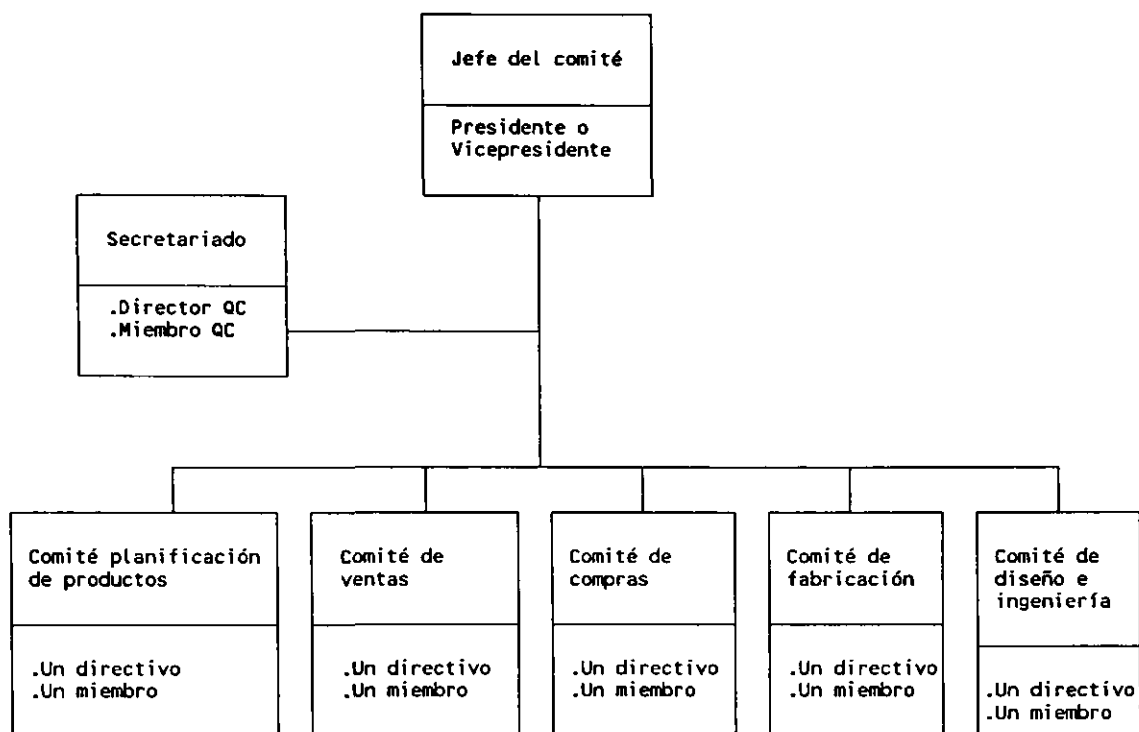 Jefe del comité
Presidente o
Vicepresidente
Secretariado
.Director QC
.Miembro QC
Comité planificación
de productos
.Un directivo
.Un miembro
Comité de
ventas
.Un directivo
.Un miembro
Comité de
compras
.Un directivo
.Un miembro
Comité de
fabricación
.Un directivo
.Un miembro
Comité de
diseño e
ingeniería
.Un directivo
.Un miembro